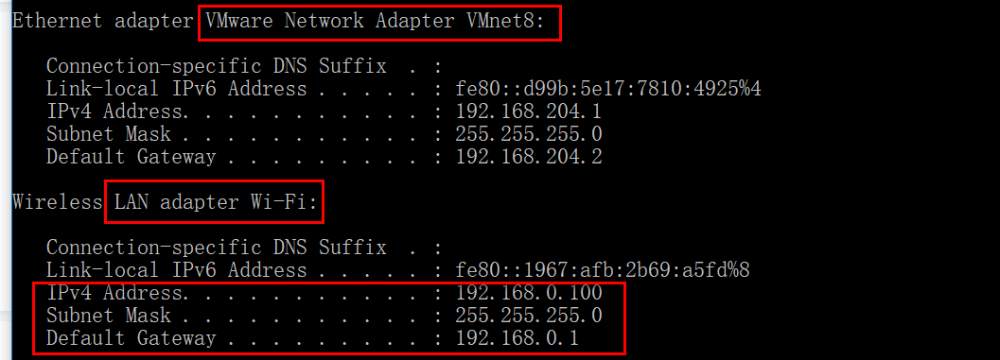 Ethernet adapter VMware Network Adapter VMnet8:
Connection-specific DNS Suffix . :
Link-local IPv6 Address . . . . . : fe80::d99b:5e17:7810:4925%4
IPv4 Address. . . . . . . . . . . : 192.168.204.1
Subnet Mask . . . . . . . . . . . : 255.255.255.0
Default Gateway . . . . . . . . . : 192.168.204.2
Wireless LAN adapter Wi-Fi:
Connection-specific DNS Suffix . :
Link-local IPv6 Address . . . . . : fe80::1967:afb:2b69:a5fd%8
IPv4 Address. . . . . . . . . . . : 192.168.0.100
Subnet Mask . . . . . . . . . . . : 255.255.255.0
Default Gateway . . . . . . . . . : 192.168.0.1